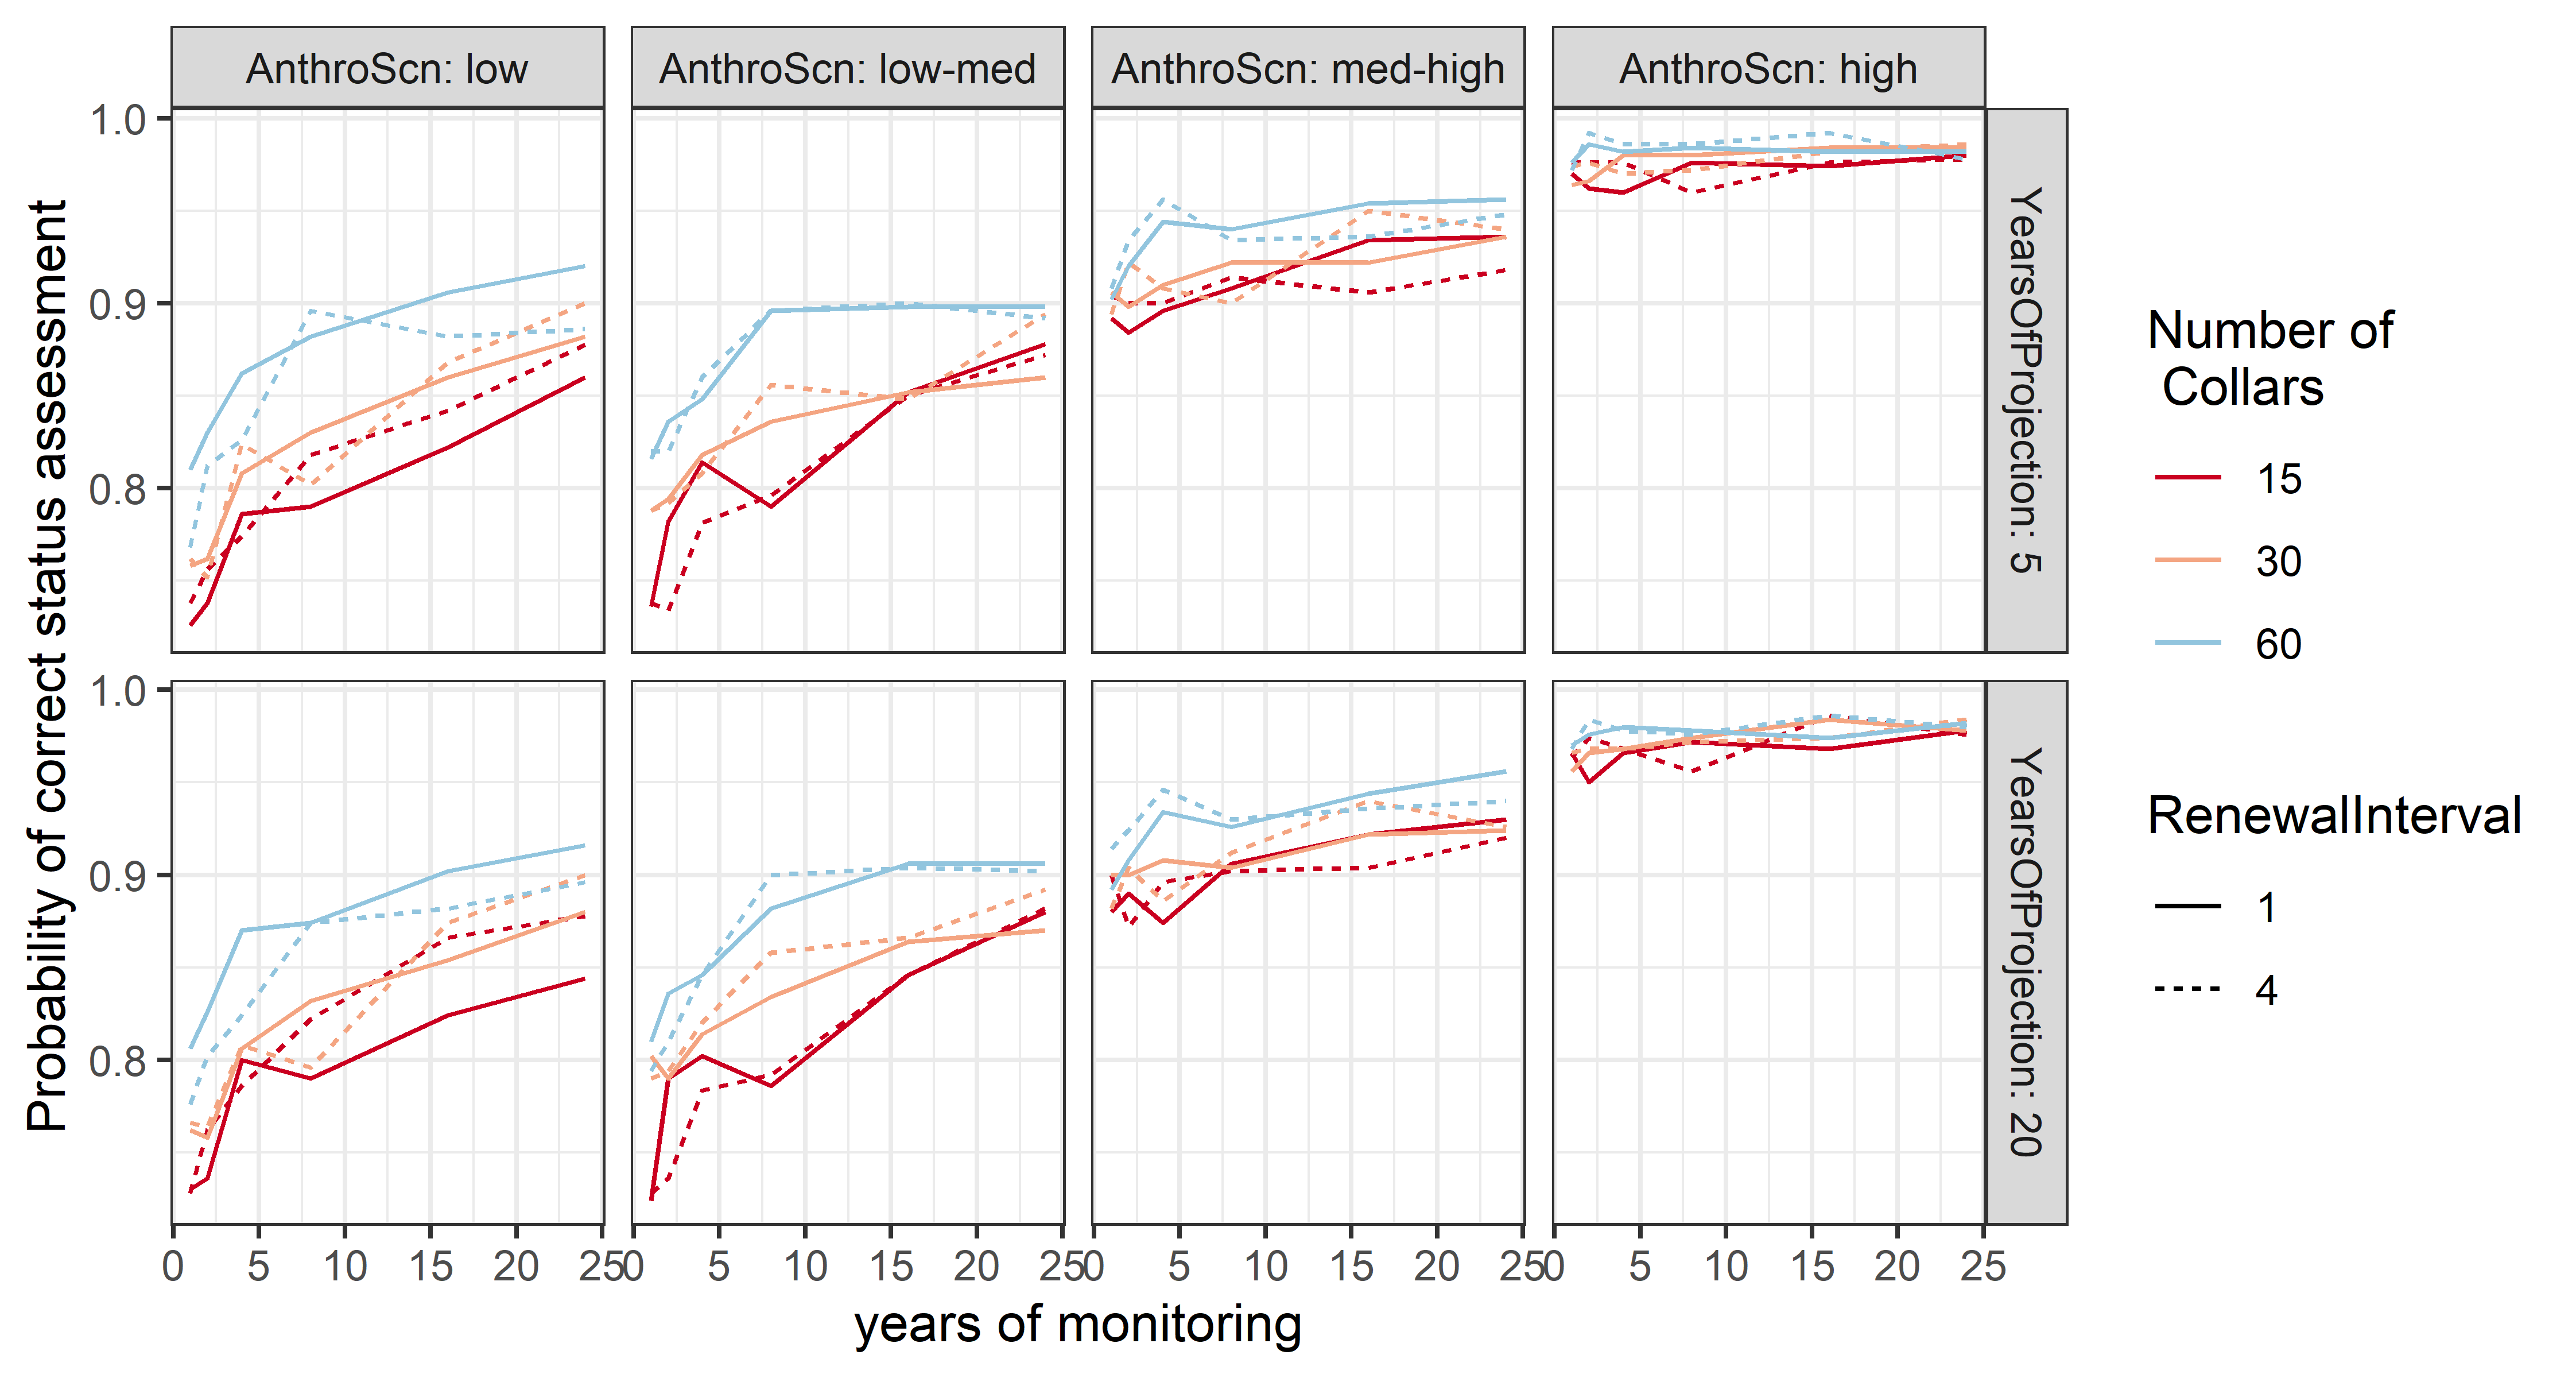 AnthroScn: low
AnthroScn: low-med
AnthroScn: med-high
AnthroScn: high
1.0
0.9
0.8
YearsOfProjection: 5
1.0
0.9
0.8
YearsOfProjection: 20
Probability of correct status assessment
0 5 10 15 20 25
0 5 10 15 20 25
0 5 10 15 20 25
0 5 10 15 20 25
years of monitoring
Number of
Collars
15
30
60
RenewalInterval
1
4